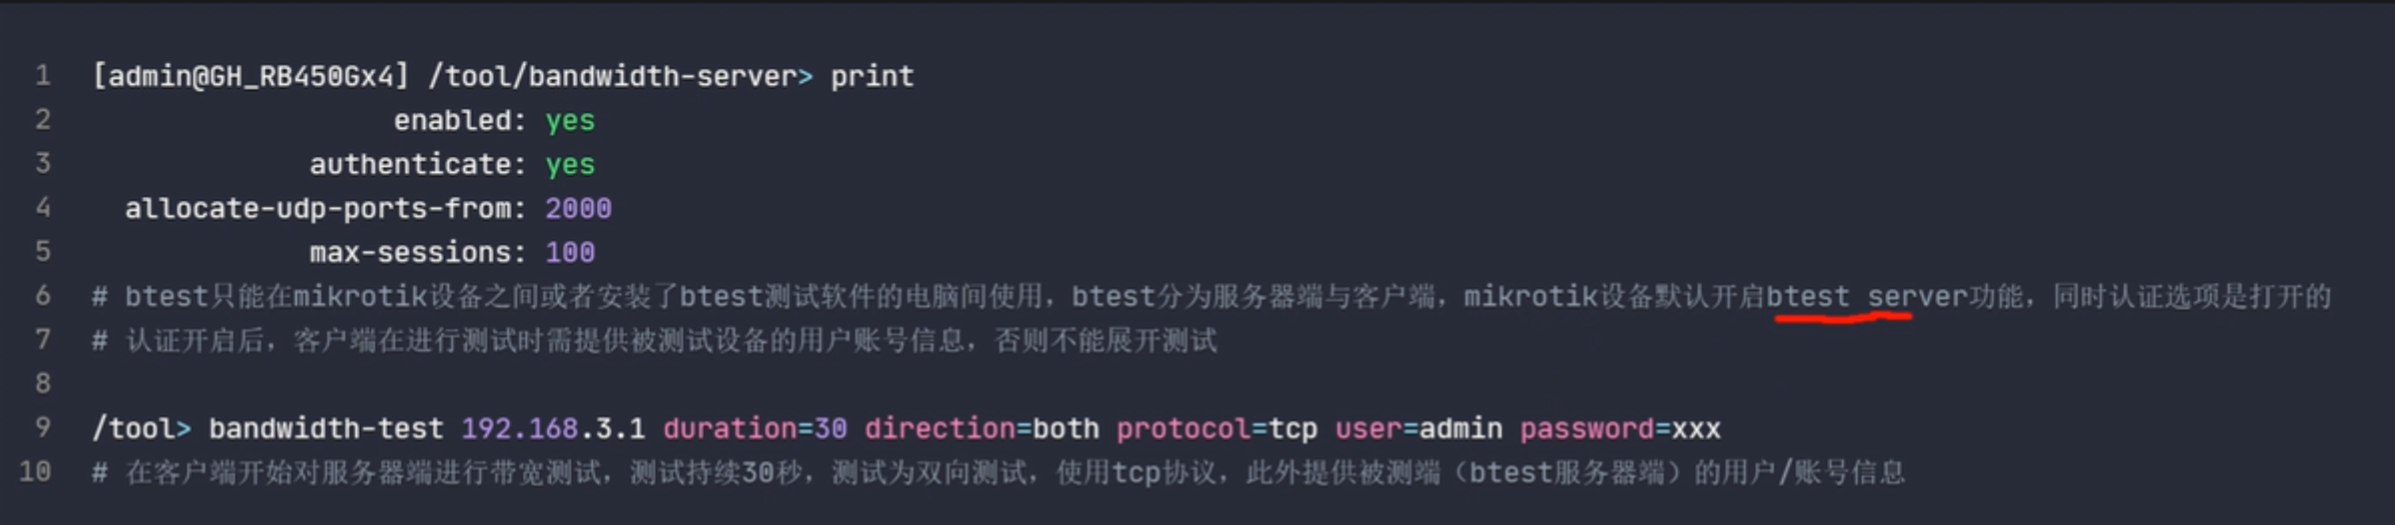 1 [admin@GH_RB450Gx4] /tool/bandwidth-server> print
2 enabled: yes
3 authenticate: yes
4 allocate-udp-ports-from: 2000
5 max-sessions: 100
6 # btest只能在mikrotik设备之间或者安装了btest测试软件的电脑间使用，btest分为服务器端与客户端，mikrotik设备默认开启btest server功能，同时认证选项是打开的
7 # 认证开启后，客户端在进行测试时需提供被测试设备的用户账号信息，否则不能展开测试
8
9 /tool> bandwidth-test 192.168.3.1 duration=30 direction=both protocol=tcp user=admin password=xxx
10 # 在客户端开始对服务器端进行带宽测试，测试持续30秒，测试为双向测试，使用tcp协议，此外提供被测端（btest服务器端）的用户/账号信息